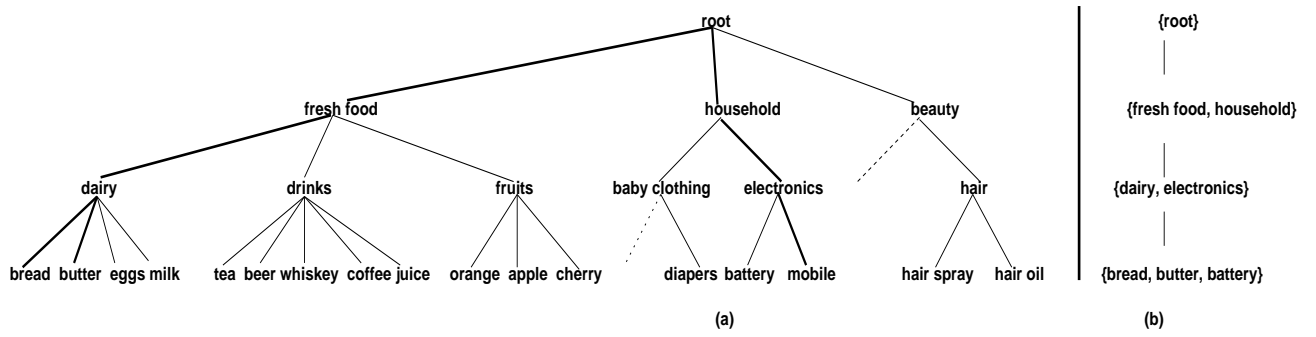 root {root}
fresh food household beauty {fresh food, household}
dairy drinks fruits baby clothing electronics hair {dairy, electronics}
bread butter eggs milk tea beer whiskey coffee juice orange apple cherry diapers battery mobile hair spray hair oil {bread, butter, battery}
(a) (b)